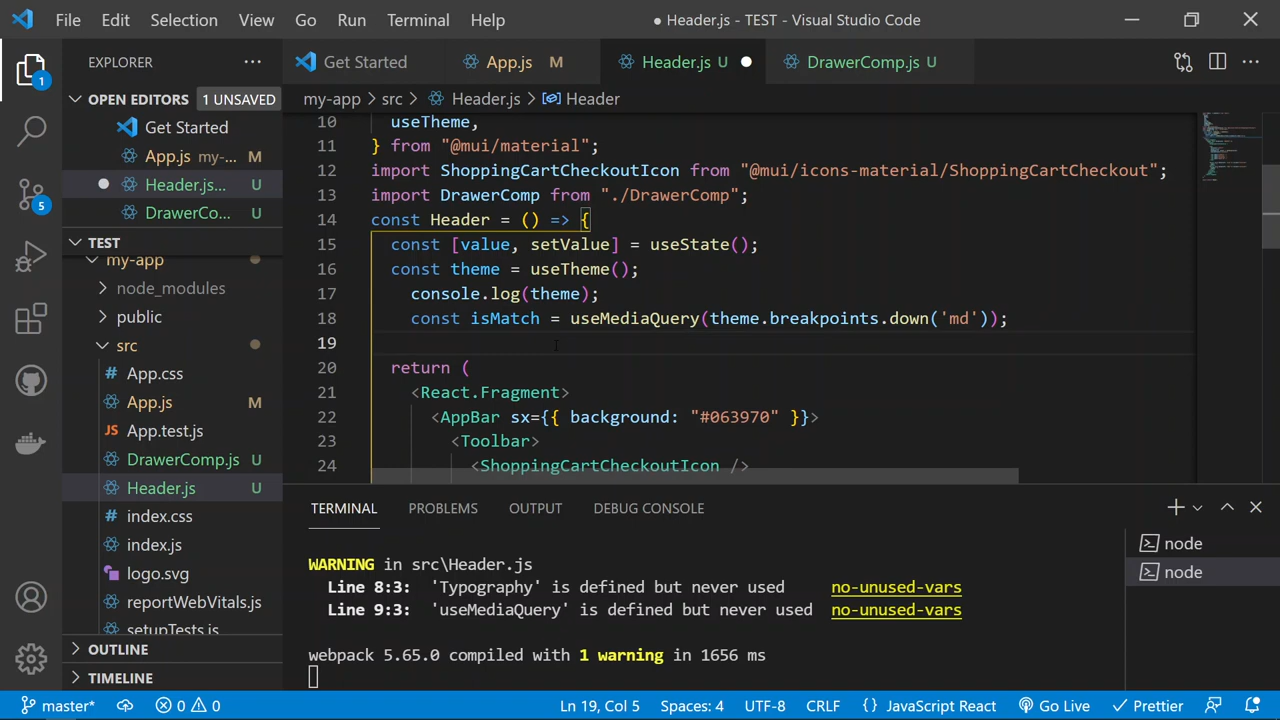 File Edit Selection View Go Run Terminal Help ● Header.js - TEST - Visual Studio Code
EXPLORER
Get Started
App.js M
Header.js U
DrawerComp.js U
OPEN EDITORS 1 UNSAVED
Get Started
App.js my-... M
Header.js... U
DrawerCo... U
TEST
my-app
node_modules
public
src
App.css
App.js M
App.test.js
DrawerComp.js U
Header.js U
index.css
index.js
logo.svg
reportWebVitals.js
setupTests.js
OUTLINE
TIMELINE
1
5
my-app > src > Header.js > Header
10 useTheme,
11 } from "@mui/material";
12 import ShoppingCartCheckoutIcon from "@mui/icons-material/ShoppingCartCheckout";
13 import DrawerComp from "./DrawerComp";
14 const Header = () => {
15 const [value, setValue] = useState();
16 const theme = useTheme();
17 console.log(theme);
18 const isMatch = useMediaQuery(theme.breakpoints.down('md'));
19
20 return (
21 <React.Fragment>
22 <AppBar sx={{ background: "#063970" }}>
23 <Toolbar>
24 <ShoppingCartCheckoutIcon />
TERMINAL PROBLEMS OUTPUT DEBUG CONSOLE
WARNING in src\Header.js
Line 8:3: 'Typography' is defined but never used no-unused-vars
Line 9:3: 'useMediaQuery' is defined but never used no-unused-vars
webpack 5.65.0 compiled with 1 warning in 1656 ms
node
node
master* 0 0 Ln 19, Col 5 Spaces: 4 UTF-8 CRLF {} JavaScript React Go Live Prettier